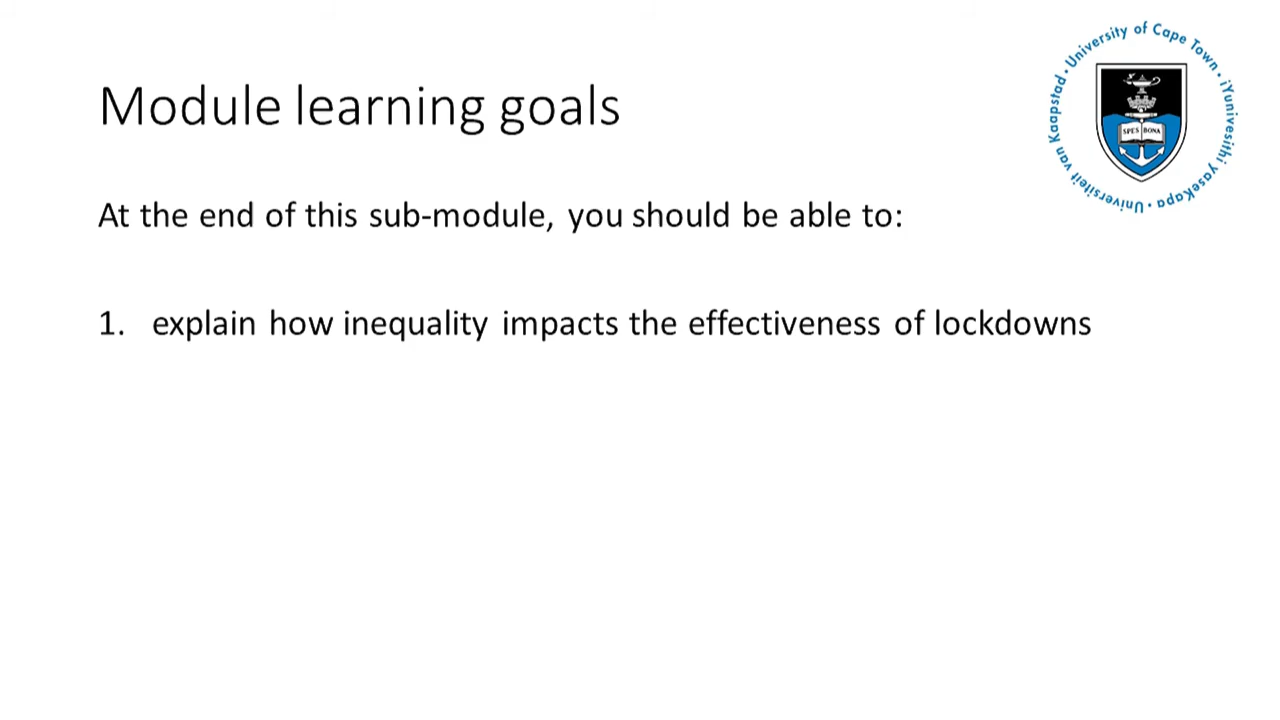 Module learning goals
At the end of this sub-module, you should be able to:
1. explain how inequality impacts the effectiveness of lockdowns
University of Cape Town · iYunivesithi yaseKapa · Universiteit van Kaapstad ·
SPES BONA